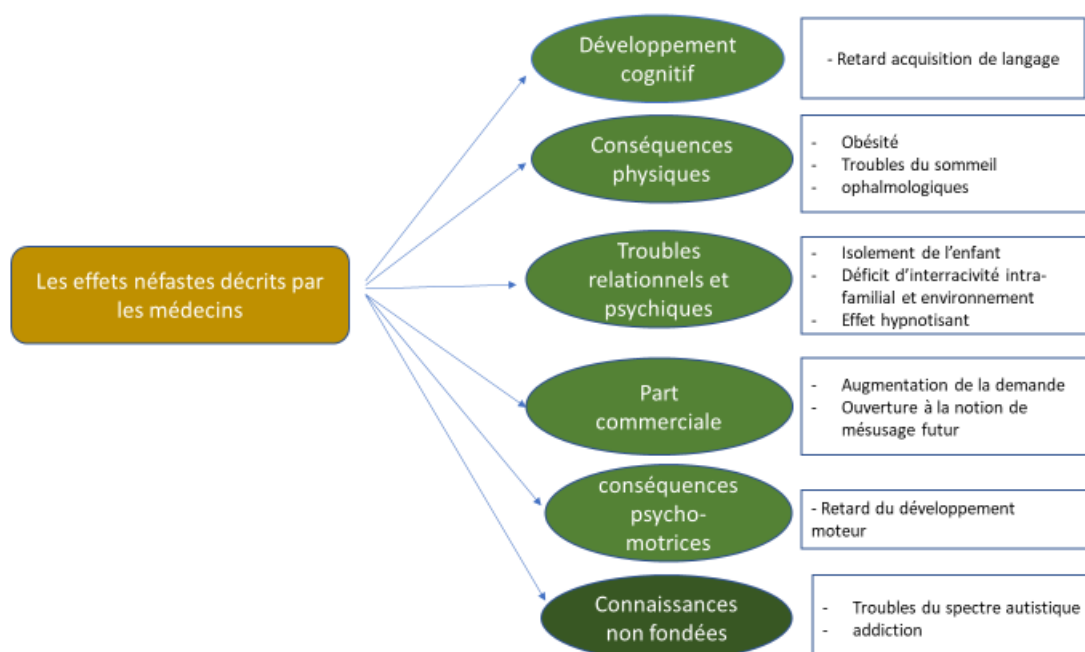 Développement
cognitif
- Retard acquisition de langage
Conséquences
physiques
- Obésité
- Troubles du sommeil
- ophalmologiques
Les effets néfastes décrits par
les médecins
Troubles
relationnels et
psychiques
- Isolement de l'enfant
- Déficit d'interracivité intra-
familial et environnement
- Effet hypnotisant
Part
commerciale
- Augmentation de la demande
- Ouverture à la notion de
mésusage futur
conséquences
psycho-
motrices
- Retard du développement
moteur
Connaissances
non fondées
- Troubles du spectre autistique
- addiction